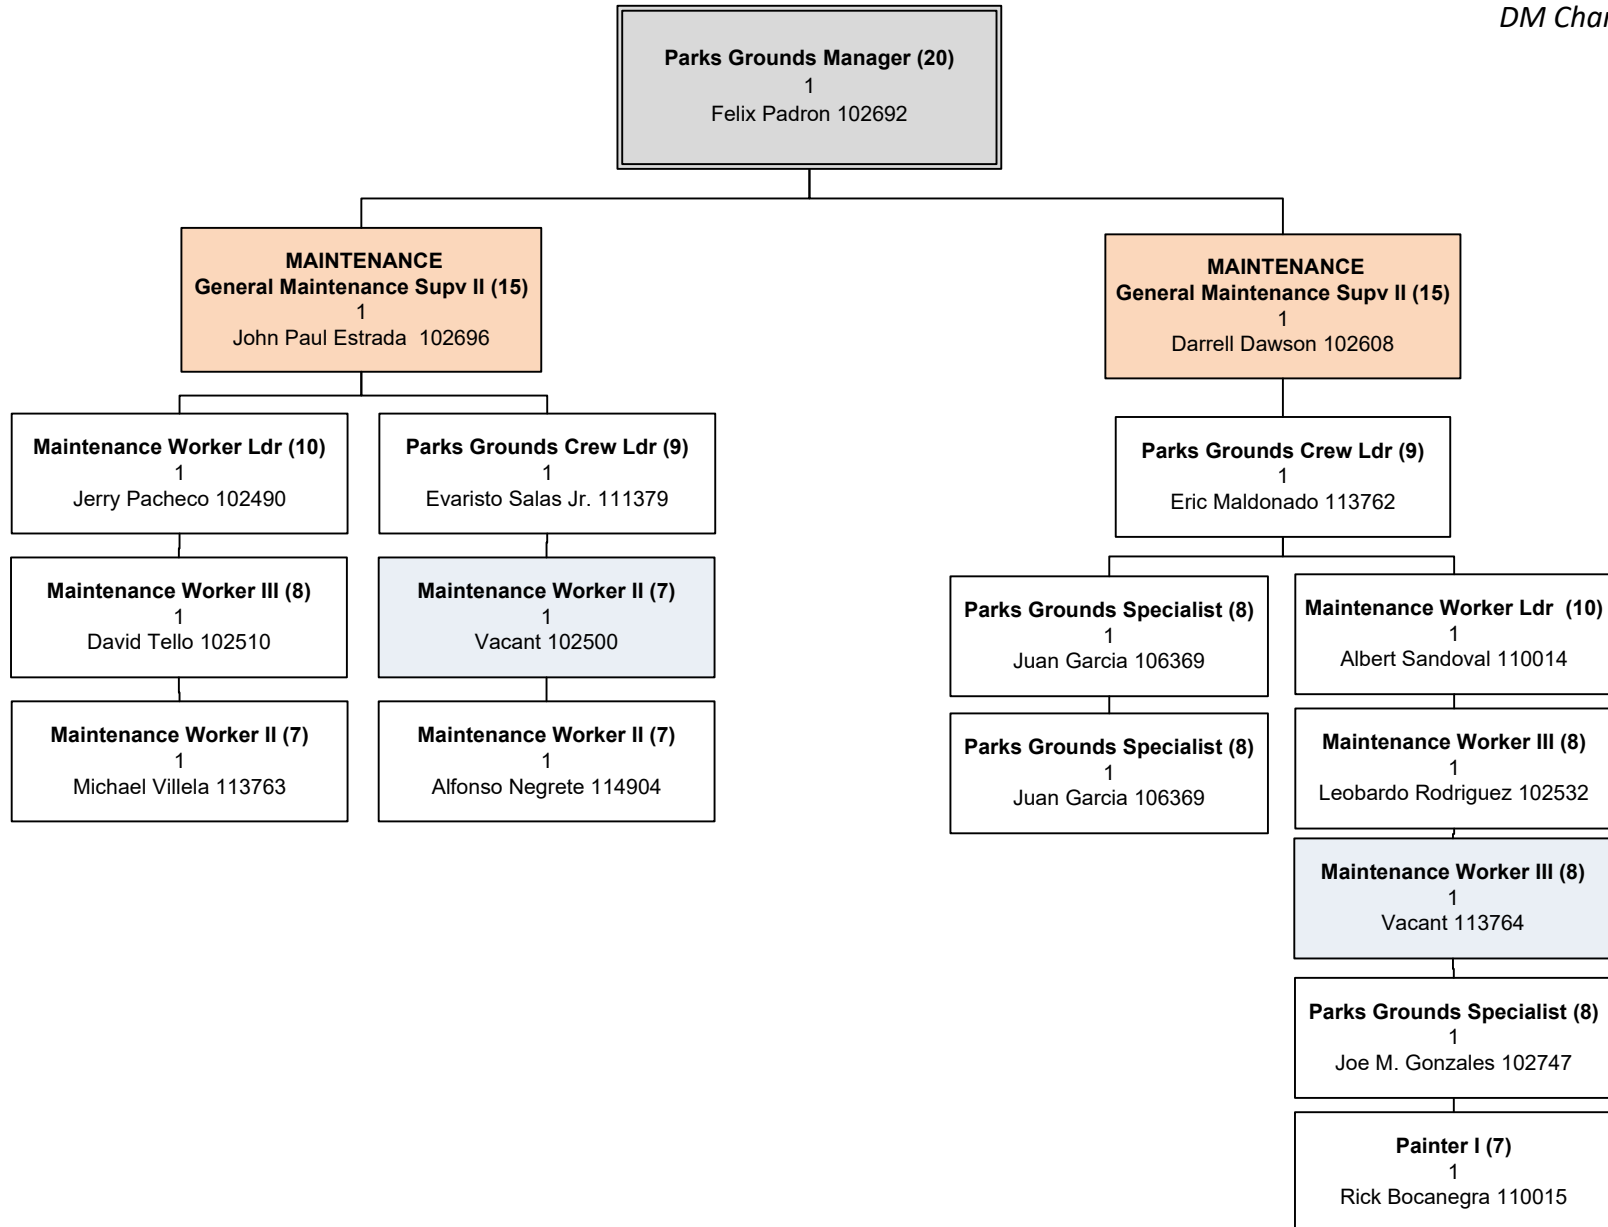 DM Char
Parks Grounds Manager (20)
1
Felix Padron 102692
MAINTENANCE
General Maintenance Supv II (15)
1
John Paul Estrada 102696
MAINTENANCE
General Maintenance Supv II (15)
1
Darrell Dawson 102608
Maintenance Worker Ldr (10)
1
Jerry Pacheco 102490
Parks Grounds Crew Ldr (9)
1
Evaristo Salas Jr. 111379
Parks Grounds Crew Ldr (9)
1
Eric Maldonado 113762
Maintenance Worker III (8)
1
David Tello 102510
Maintenance Worker II (7)
1
Vacant 102500
Parks Grounds Specialist (8)
1
Juan Garcia 106369
Maintenance Worker Ldr (10)
1
Albert Sandoval 110014
Maintenance Worker II (7)
1
Michael Villela 113763
Maintenance Worker II (7)
1
Alfonso Negrete 114904
Parks Grounds Specialist (8)
1
Juan Garcia 106369
Maintenance Worker III (8)
1
Leobardo Rodriguez 102532
Maintenance Worker III (8)
1
Vacant 113764
Parks Grounds Specialist (8)
1
Joe M. Gonzales 102747
Painter I (7)
1
Rick Bocanegra 110015